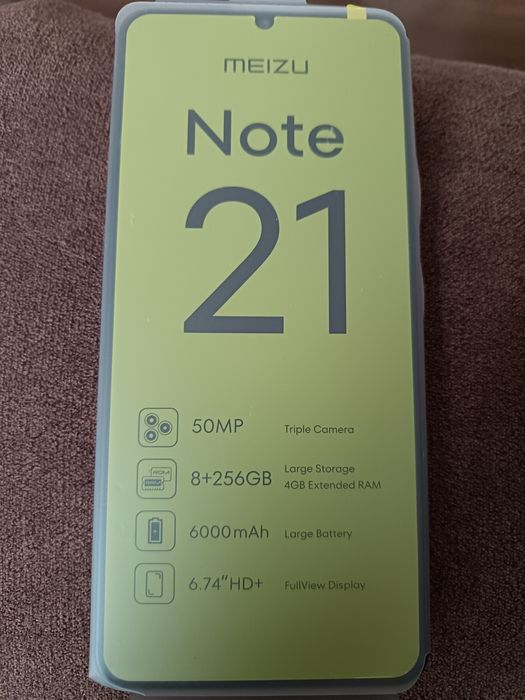 MEIZU
Note
21
50MP Triple Camera
8+256GB Large Storage
4GB Extended RAM
6000mAh Large Battery
6.74"HD+ FullView Display